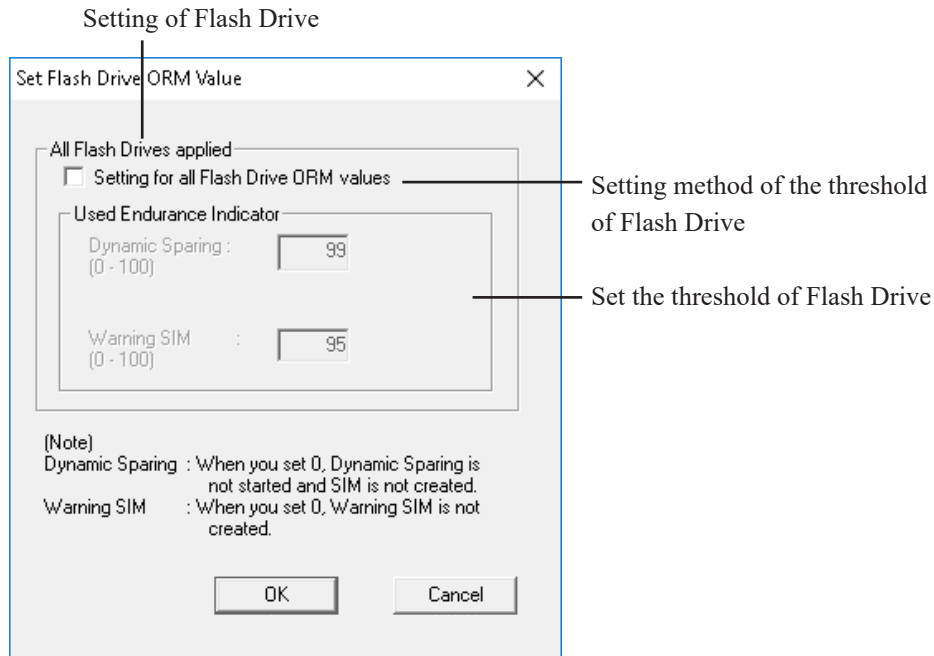 Setting of Flash Drive
Set Flash Drive ORM Value
All Flash Drives applied
Setting for all Flash Drive ORM values
Setting method of the threshold
of Flash Drive
Used Endurance Indicator
Dynamic Sparing : 99
(0 - 100)
Set the threshold of Flash Drive
Warning SIM : 95
(0 - 100)
(Note)
Dynamic Sparing : When you set 0, Dynamic Sparing is
not started and SIM is not created.
Warning SIM : When you set 0, Warning SIM is not
created.
OK Cancel